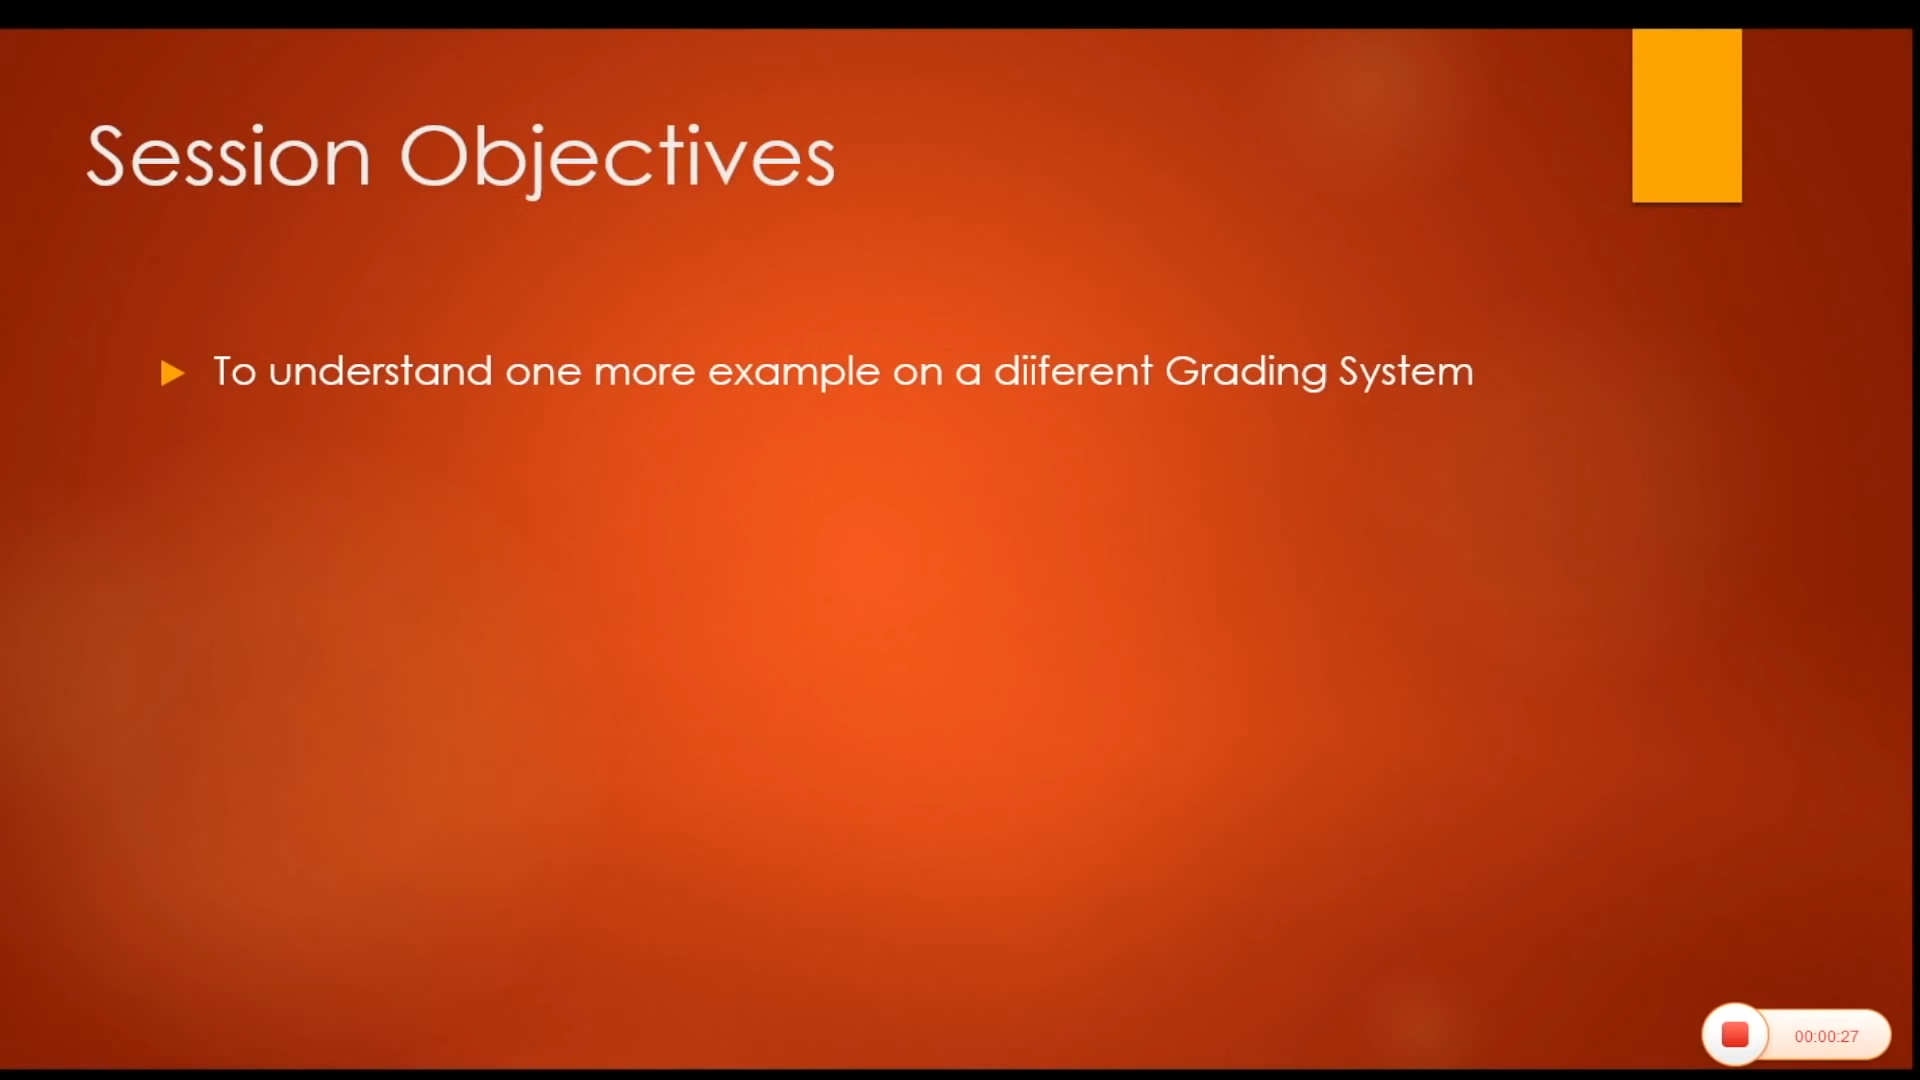 Session Objectives
To understand one more example on a diiferent Grading System
00:00:27